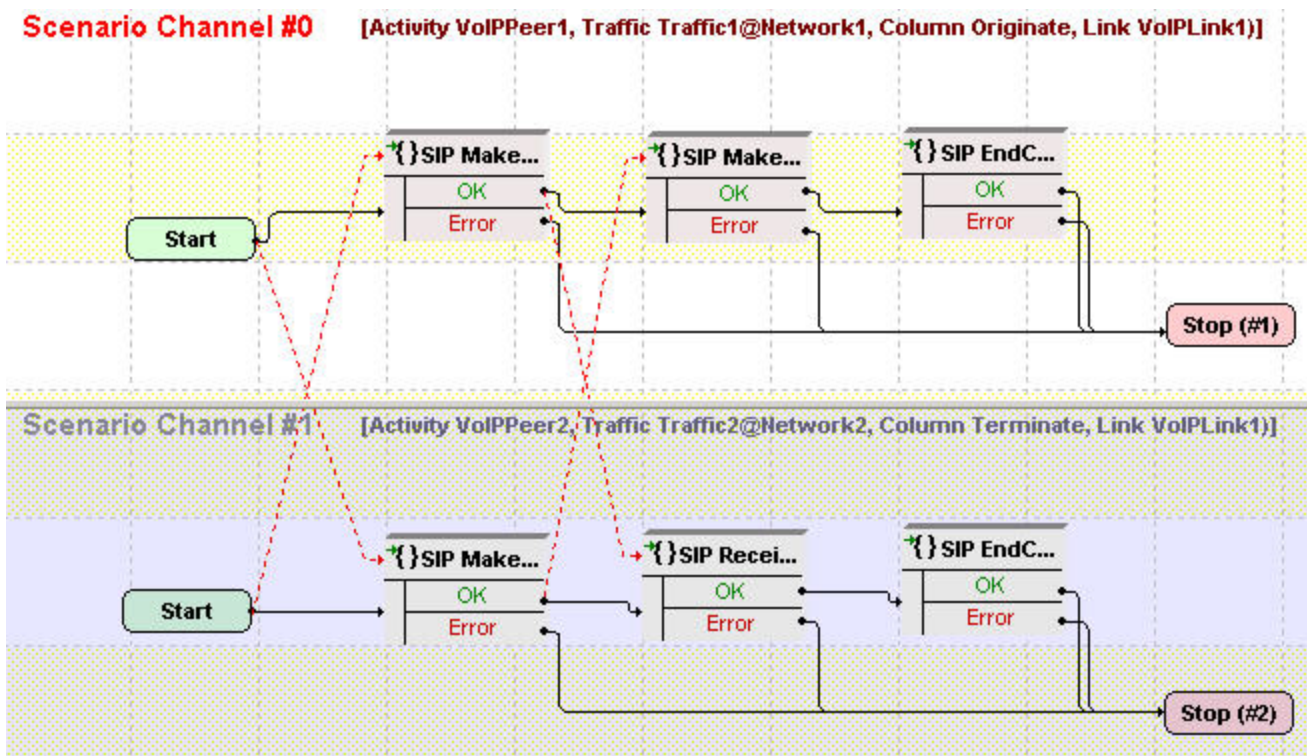 Scenario Channel #0 [Activity VoIPPeer1, Traffic Traffic1@Network1, Column Originate, Link VoIPLink1)]
{}SIP Make... {}SIP Make... {}SIP EndC...
OK OK OK
Error Error Error
Start
Stop (#1)
Scenario Channel #1 [Activity VoIPPeer2, Traffic Traffic2@Network2, Column Terminate, Link VoIPLink1)]
{}SIP Make... {}SIP Recei... {}SIP EndC...
OK OK OK
Start
Error Error Error
Stop (#2)